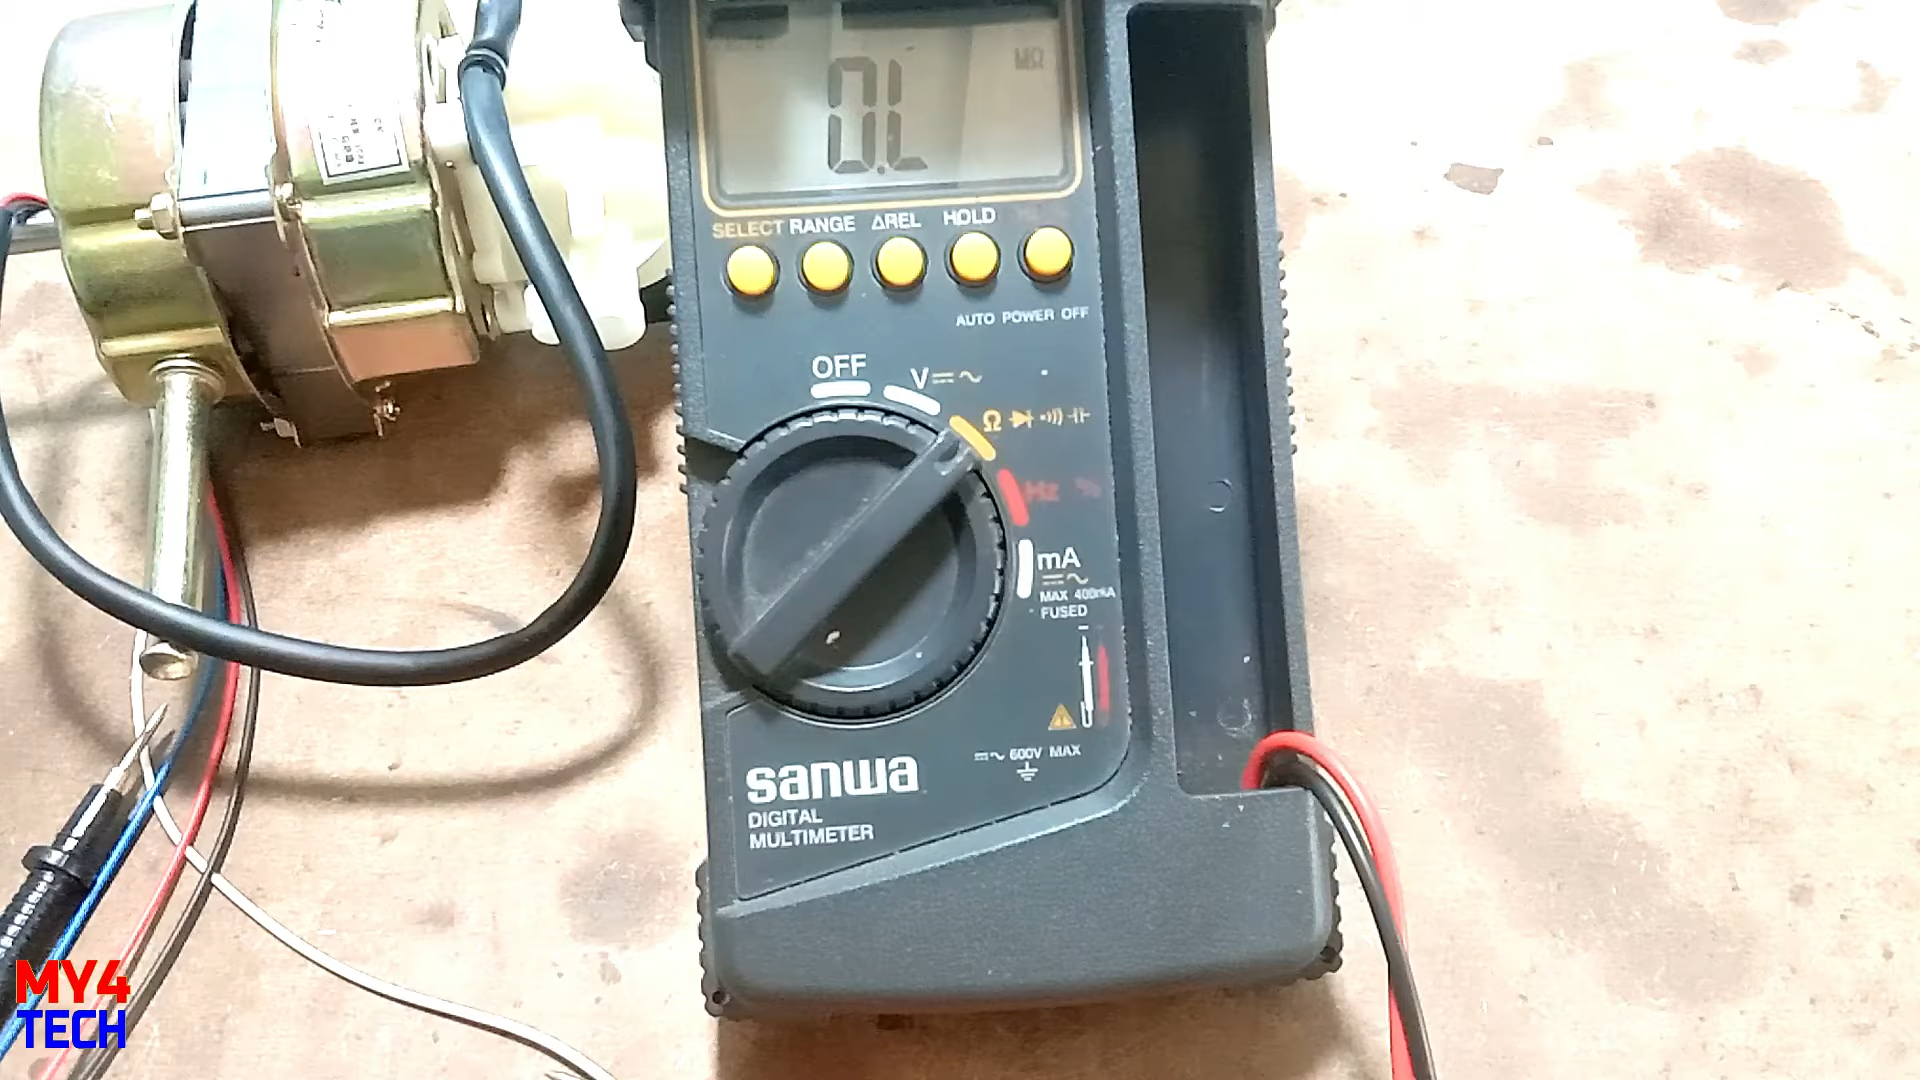 O.L
MΩ
SELECT RANGE ΔREL HOLD
AUTO POWER OFF
OFF
V
Ω
Hz %
mA
MAX 400mA
FUSED
600V MAX
sanwa
DIGITAL
MULTIMETER
MY4
TECH